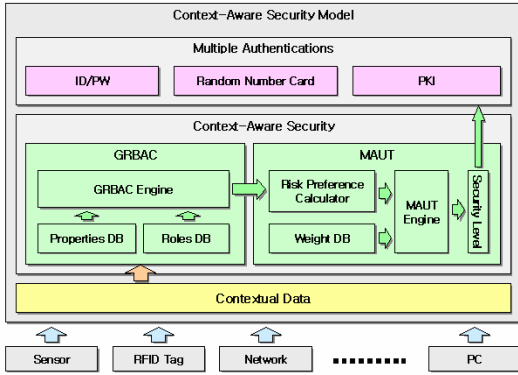 Context-Aware Security Model
Multiple Authentications
ID/PW
Random Number Card
PKI
Context-Aware Security
GRBAC
GRBAC Engine
Properties DB
Roles DB
MAUT
Risk Preference
Calculator
Weight DB
MAUT
Engine
Security Level
Contextual Data
Sensor
RFID Tag
Network
PC